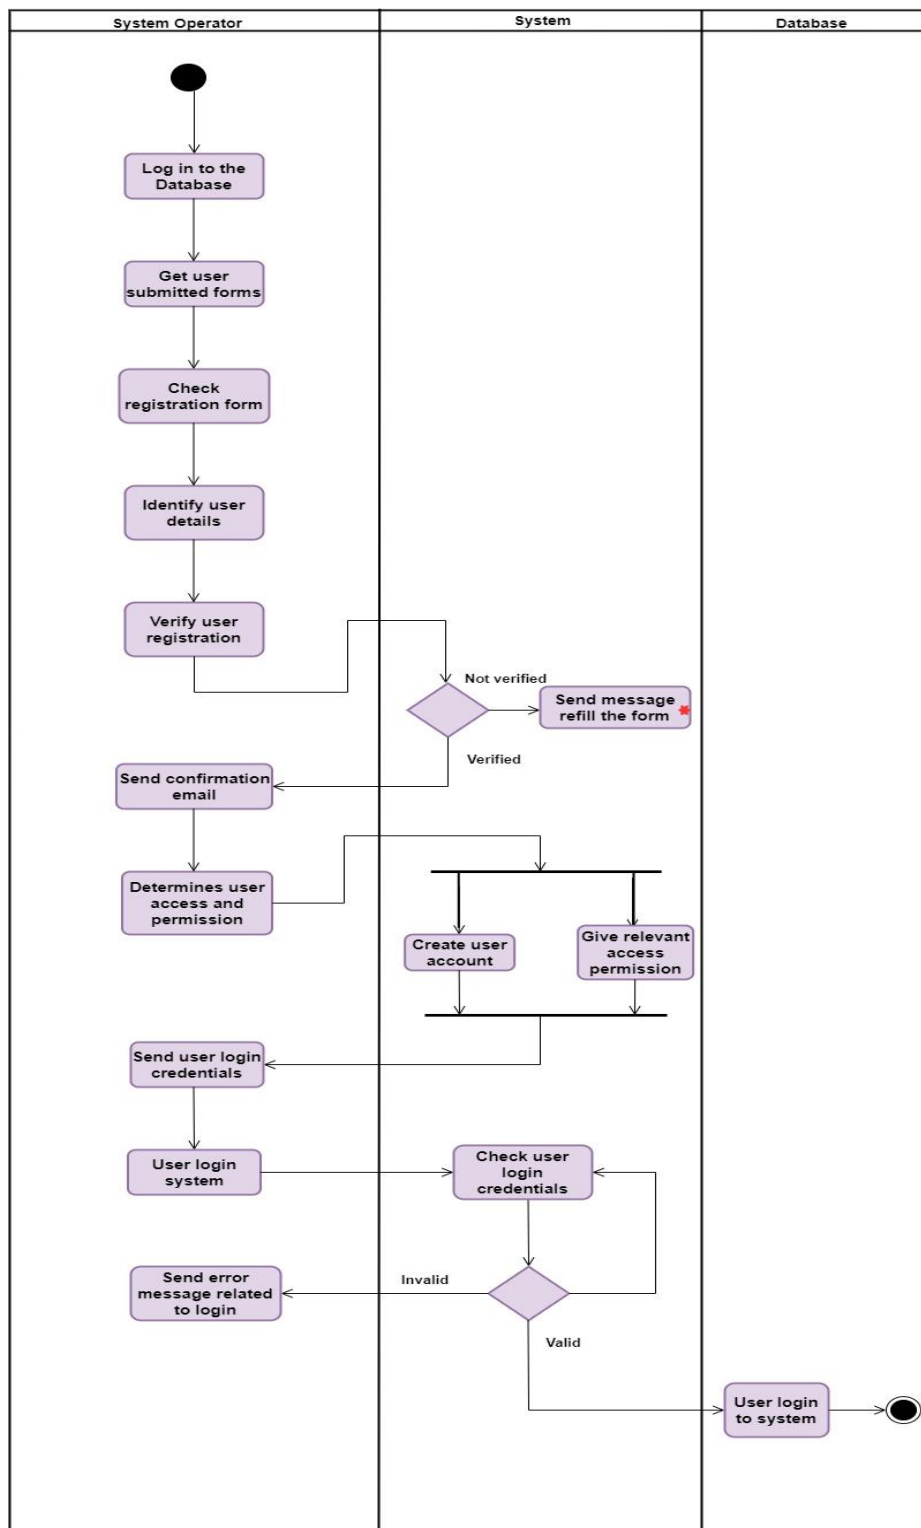 System Operator
System
Database
Log in to the
Database
Get user
submitted forms
Check
registration form
Identify user
details
Verify user
registration
Not verified
Send message
refill the form
Verified
Send confirmation
email
Determines user
access and
permission
Create user
account
Give relevant
access
permission
Send user login
credentials
User login
system
Check user
login
credentials
Send error
message related
to login
Invalid
Valid
User login
to system